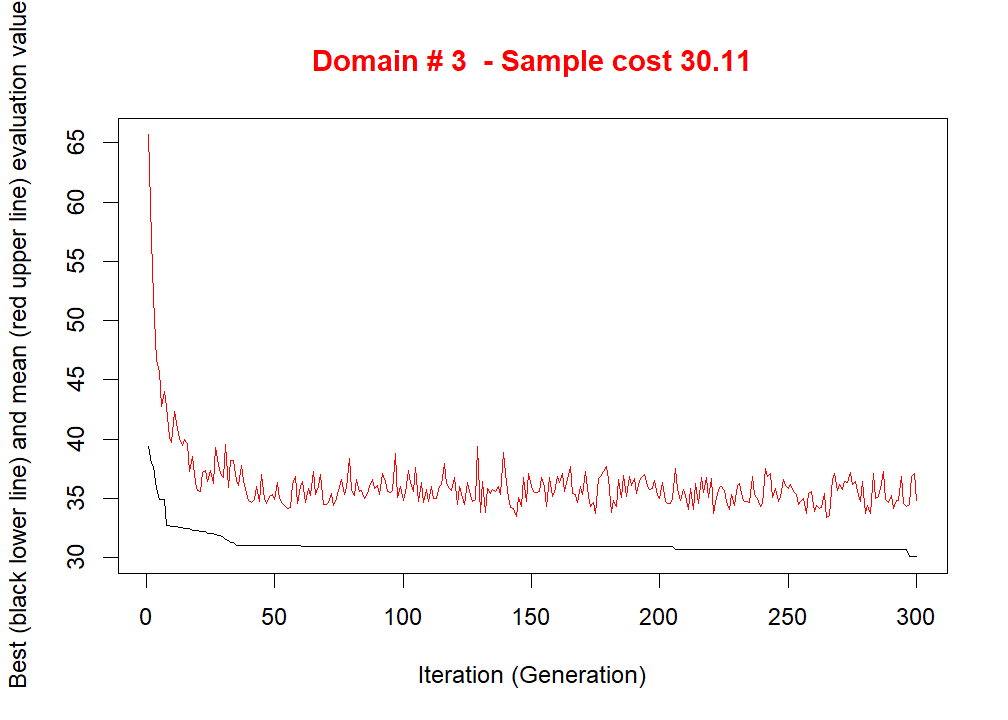 Domain # 3  - Sample cost 30.11
Best (black lower line) and mean (red upper line) evaluation value
65
60
55
50
45
40
35
30
0 50 100 150 200 250 300
Iteration (Generation)